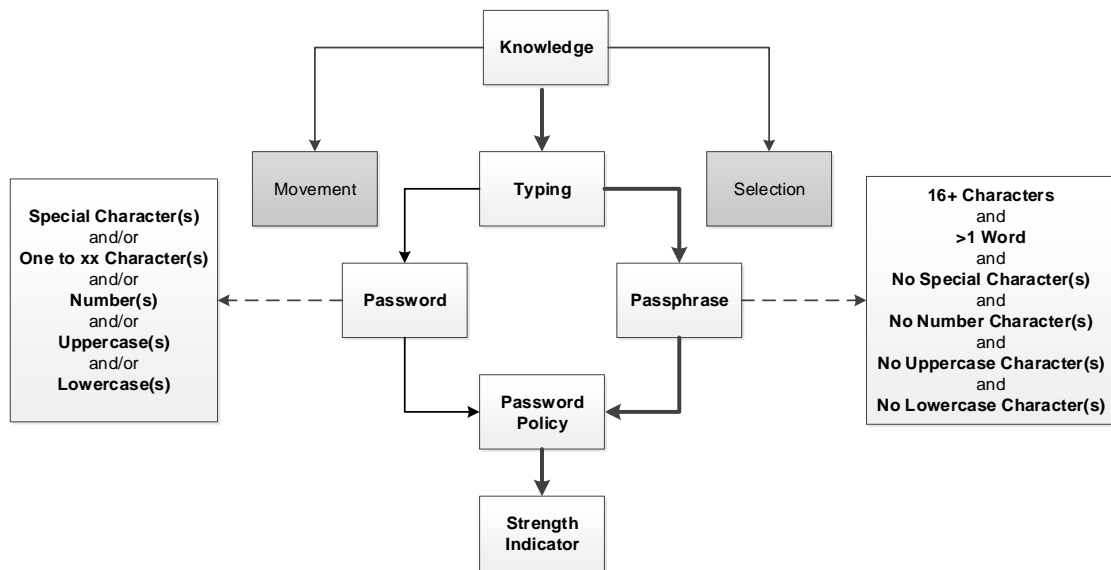 Knowledge
Movement
Typing
Selection
Special Character(s)
and/or
One to xx Character(s)
and/or
Number(s)
and/or
Uppercase(s)
and/or
Lowercase(s)
Password
Passphrase
16+ Characters
and
>1 Word
and
No Special Character(s)
and
No Number Character(s)
and
No Uppercase Character(s)
and
No Lowercase Character(s)
Password
Policy
Strength
Indicator